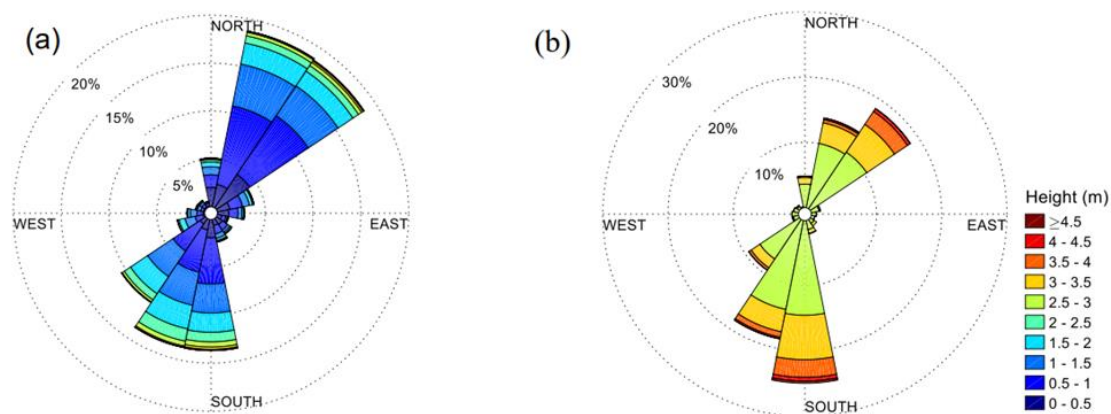 (a)
NORTH
20%
15%
10%
5%
WEST
EAST
SOUTH
(b)
NORTH
30%
20%
10%
WEST
EAST
SOUTH
Height (m)
≥4.5
4 - 4.5
3.5 - 4
3 - 3.5
2.5 - 3
2 - 2.5
1.5 - 2
1 - 1.5
0.5 - 1
0 - 0.5